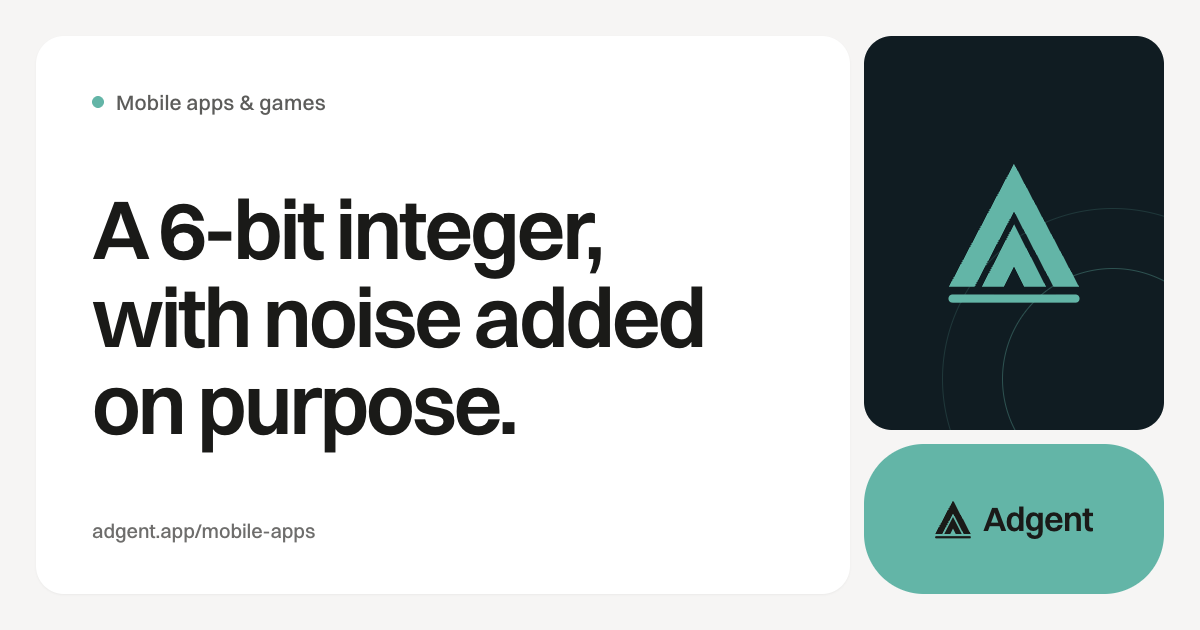 Mobile apps & games
A 6-bit integer,
with noise added
on purpose.
adgent.app/mobile-apps
Adgent